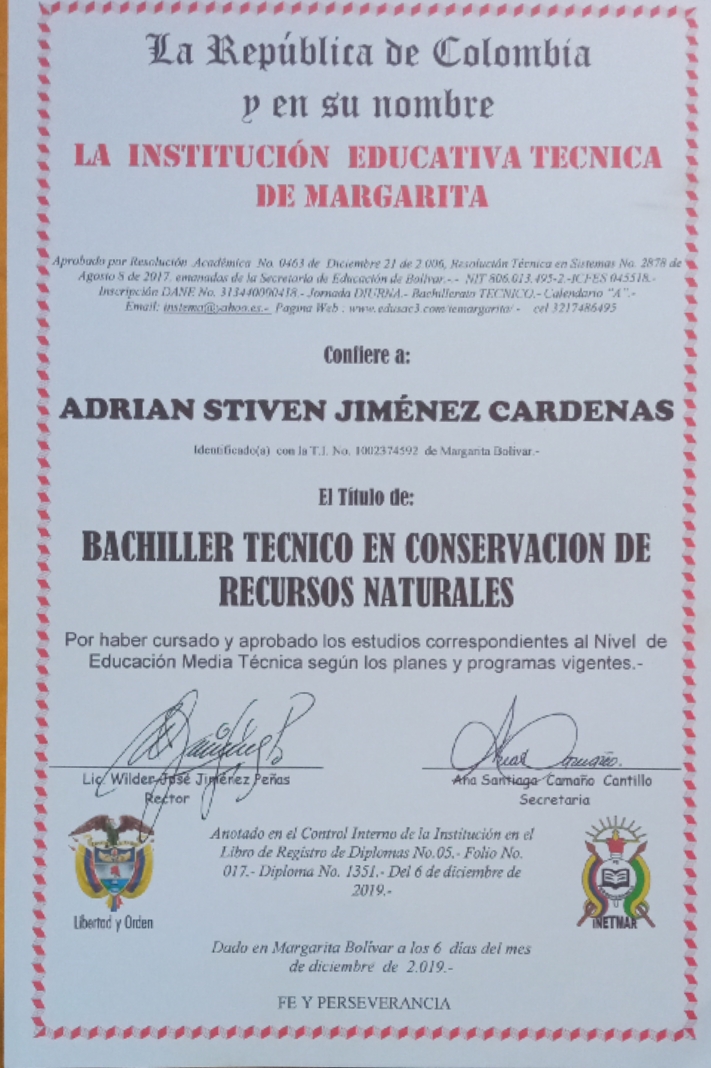 La República de Colombia
y en su nombre
LA INSTITUCIÓN EDUCATIVA TECNICA
DE MARGARITA
Aprobado por Resolución Académica No. 0463 de Diciembre 21 de 2.006, Resolución Técnica en Sistemas No. 2878 de
Agosto 8 de 2017. emanadas de la Secretaría de Educación de Bolívar.-.- NIT 806.013.495-2.-ICFES 045518.-
Inscripción DANE No. 313440000418.- Jornada DIURNA.- Bachillerato TECNICO.- Calendario "A".-
Email: instema@yahoo.es.- Pagina Web : www.edusac3.com/iemargarita/ - cel 3217486495
Confiere a:
ADRIAN STIVEN JIMÉNEZ CARDENAS
Identificado(a) con la T.I. No. 1002374592 de Margarita Bolívar.-
El Título de:
BACHILLER TECNICO EN CONSERVACION DE
RECURSOS NATURALES
Por haber cursado y aprobado los estudios correspondientes al Nivel de
Educación Media Técnica según los planes y programas vigentes.-
Lic. Wilder José Jiménez Peñas
Rector
Ana Santiaga Camaño Cantillo
Secretaria
Anotado en el Control Interno de la Institución en el
Libro de Registro de Diplomas No.05.- Folio No.
017.- Diploma No. 1351.- Del 6 de diciembre de
2019.-
Libertad y Orden
INETMAR
Dado en Margarita Bolívar a los 6 días del mes
de diciembre de 2.019.-
FE Y PERSEVERANCIA